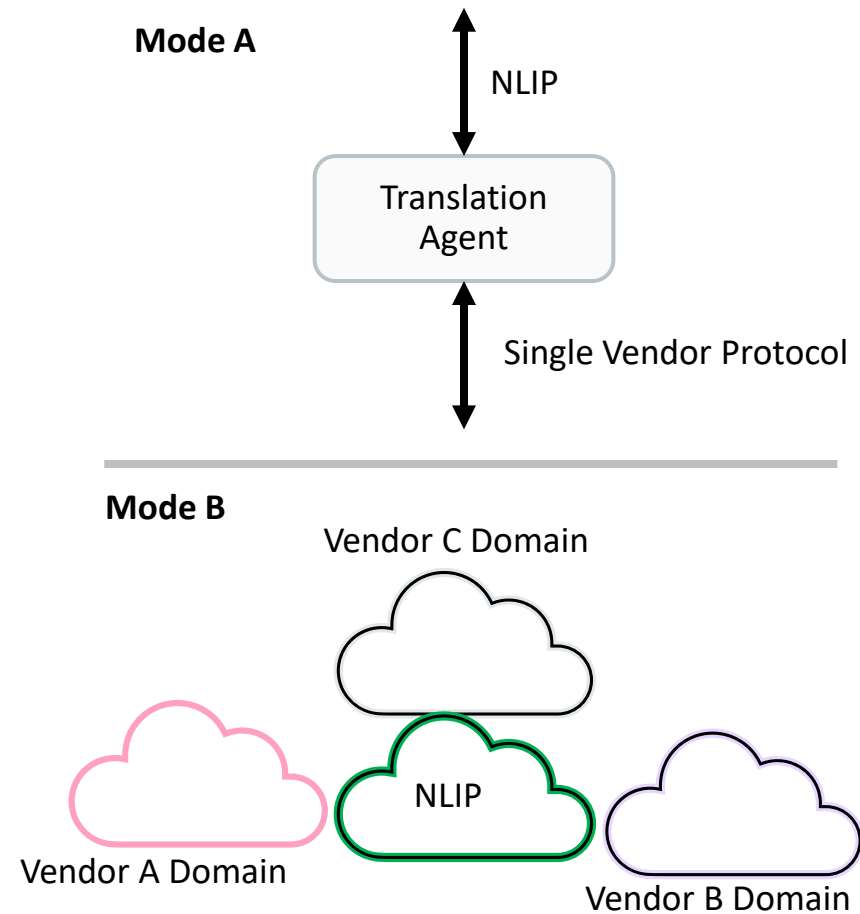 Mode A
NLIP
Translation
Agent
Single Vendor Protocol
Mode B
Vendor C Domain
NLIP
Vendor A Domain
Vendor B Domain